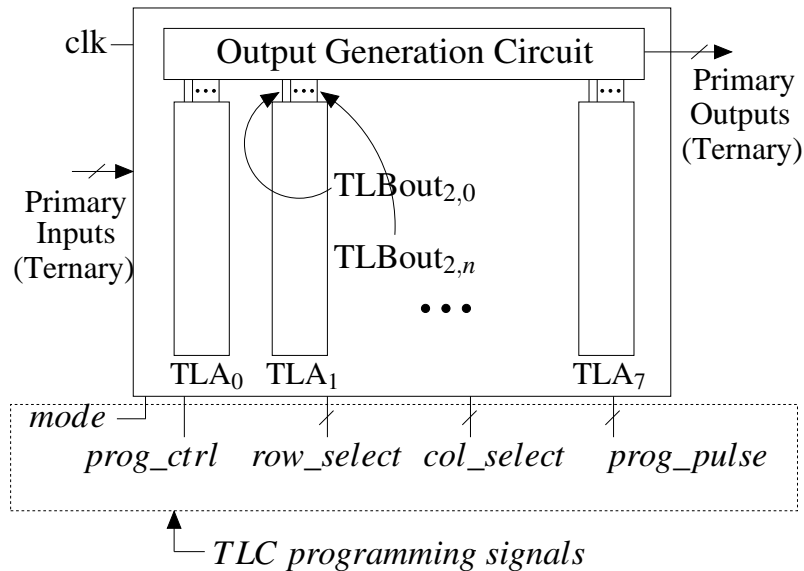 clk
Output Generation Circuit
Primary
Outputs
(Ternary)
Primary
Inputs
(Ternary)
TLBout2,0
TLBout2,n
TLA0
TLA1
TLA7
mode
prog_ctrl
row_select
col_select
prog_pulse
TLC programming signals